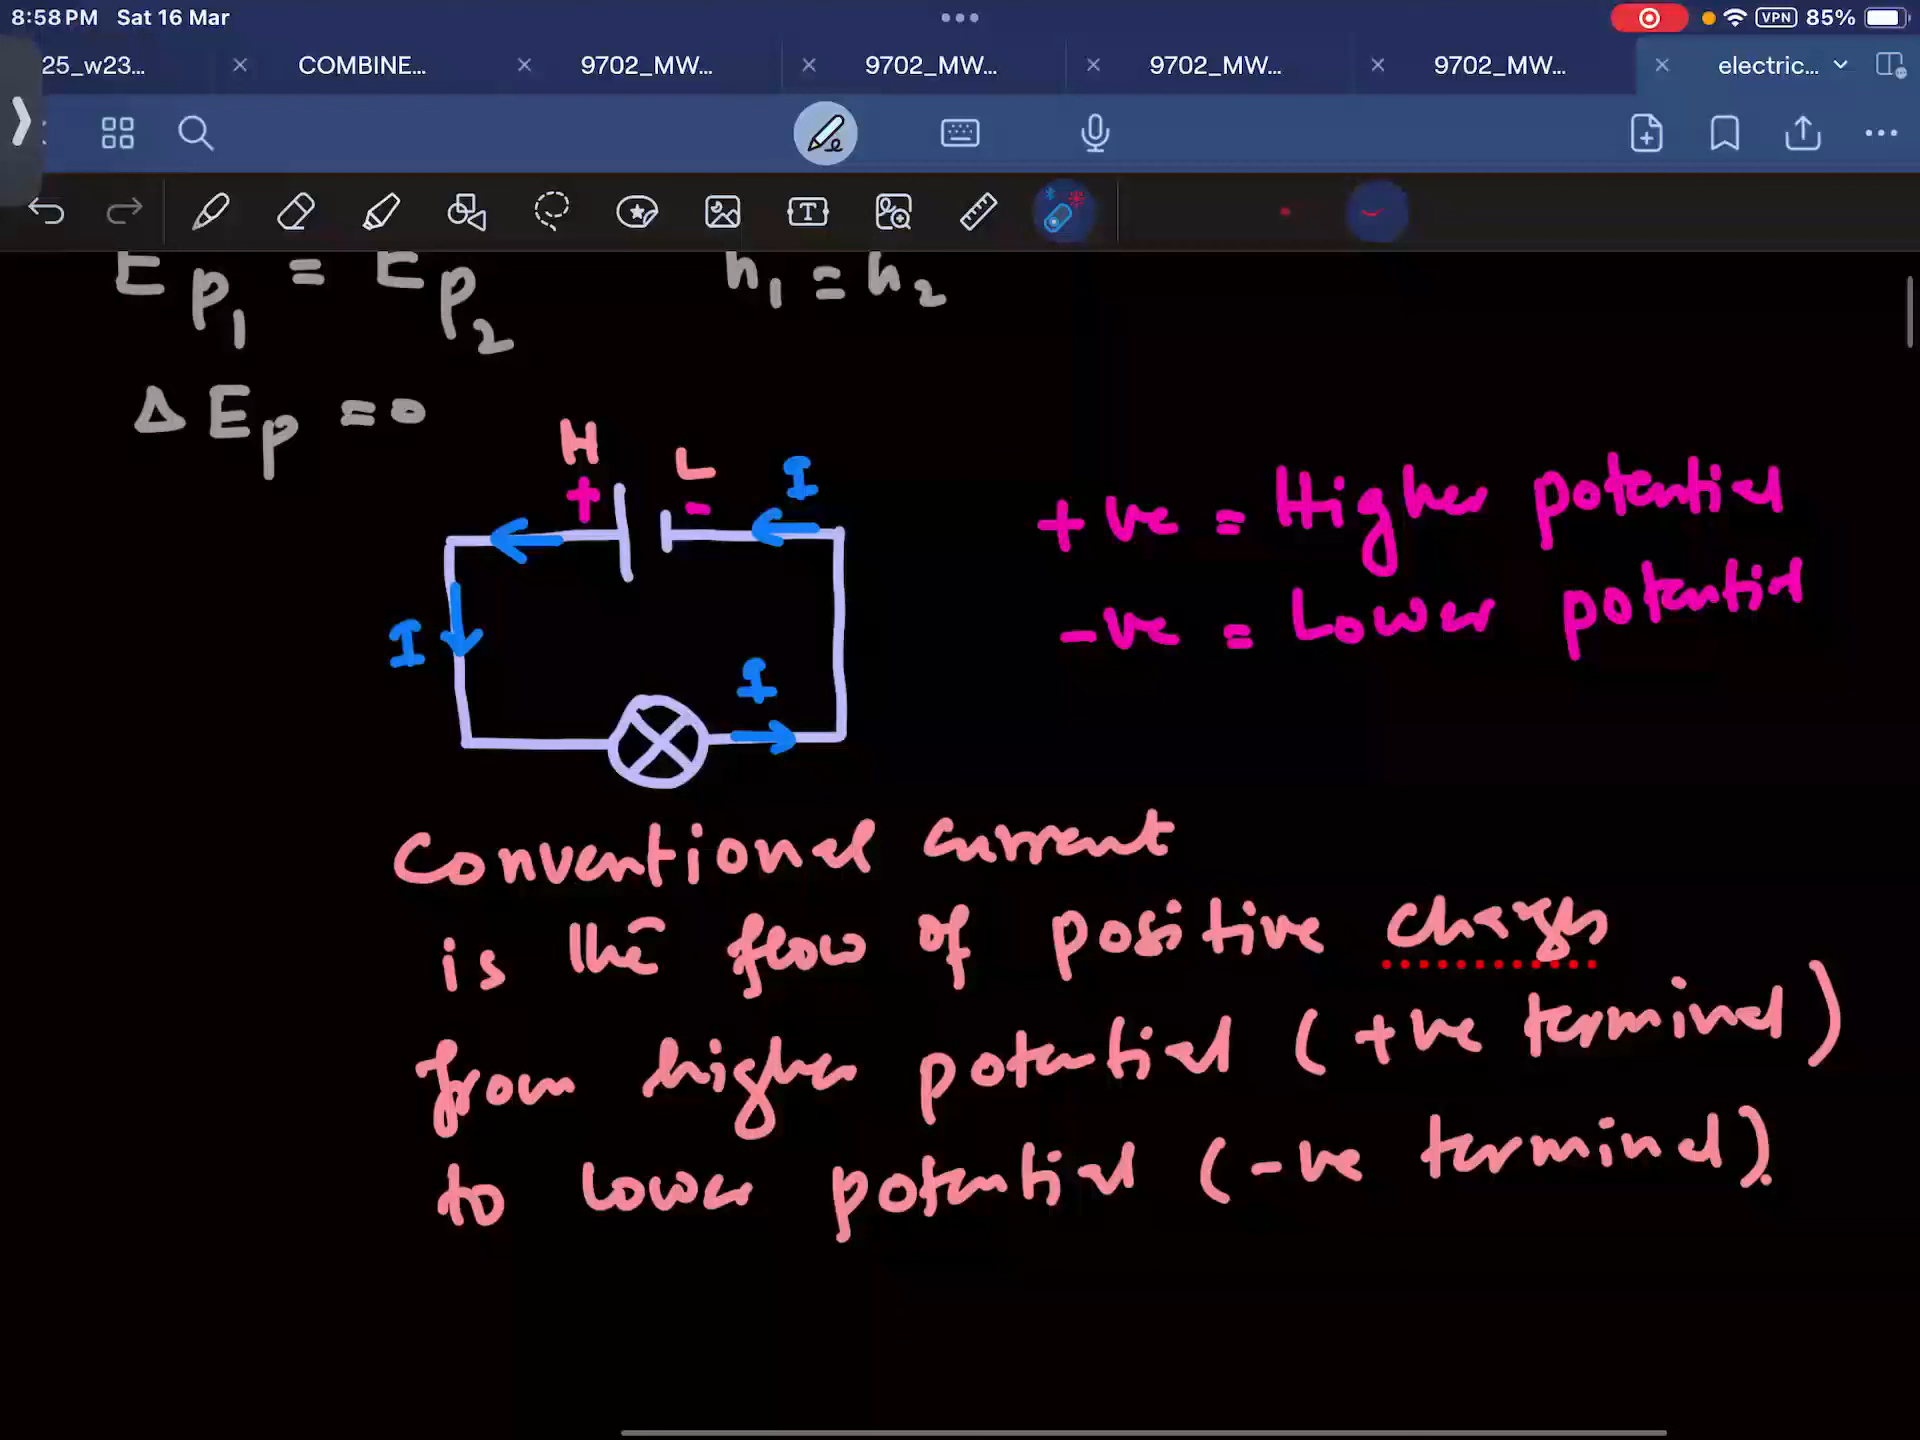 8:58 PM Sat 16 Mar
VPN 85%
25_w23... COMBINE... 9702_MW... 9702_MW... 9702_MW... 9702_MW... electric...
Ep1 = Ep2 h1 = h2
ΔEp = 0
H L I
+ -
+ve = Higher potential
-ve = Lower potential
I I
Conventional current
is the flow of positive charges
from higher potential (+ve terminal)
to lower potential (-ve terminal).